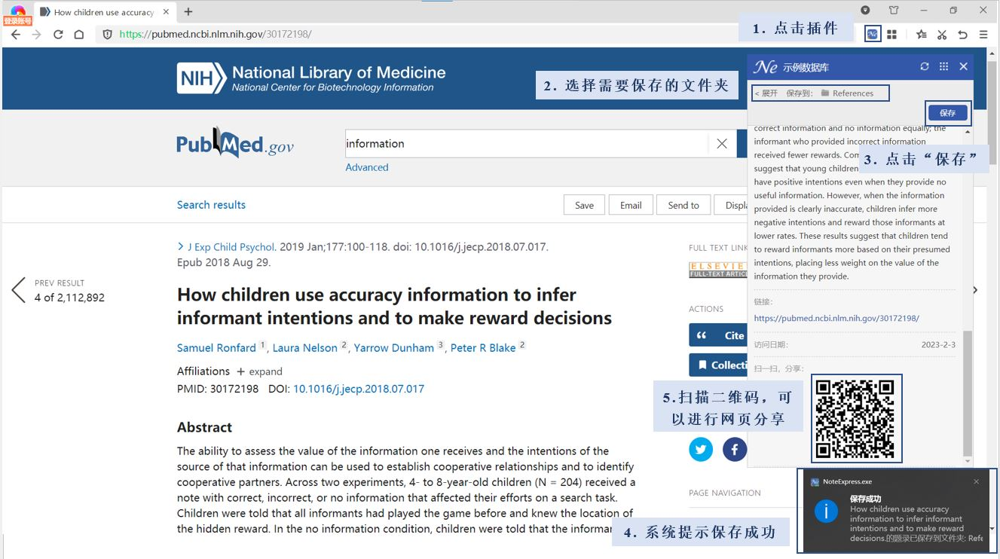 How children use accuracy
登录账号
https://pubmed.ncbi.nlm.nih.gov/30172198/
1. 点击插件
NIH
National Library of Medicine
National Center for Biotechnology Information
2. 选择需要保存的文件夹
Ne 示例数据库
< 展开 保存到: References
保存
PubMed.gov
information
Advanced
correct information and no information equally; the
informant who provided incorrect information
received fewer rewards. Com
3. 点击“保存”
suggest that young children
have positive intentions even when they provide no
useful information. However, when the information
provided is clearly inaccurate, children infer more
negative intentions and reward those informants at
lower rates. These results suggest that children tend
to reward informants more based on their presumed
intentions, placing less weight on the value of the
information they provide.
链接:
https://pubmed.ncbi.nlm.nih.gov/30172198/
访问日期: 2023-2-3
扫一扫，分享:
Search results
Save Email Send to Displa
J Exp Child Psychol. 2019 Jan;177:100-118. doi: 10.1016/j.jecp.2018.07.017.
Epub 2018 Aug 29.
PREV RESULT
4 of 2,112,892
How children use accuracy information to infer
informant intentions and to make reward decisions
Samuel Ronfard 1, Laura Nelson 2, Yarrow Dunham 3, Peter R Blake 2
Affiliations + expand
PMID: 30172198 DOI: 10.1016/j.jecp.2018.07.017
Abstract
The ability to assess the value of the information one receives and the intentions of the
source of that information can be used to establish cooperative relationships and to identify
cooperative partners. Across two experiments, 4- to 8-year-old children (N = 204) received a
note with correct, incorrect, or no information that affected their efforts on a search task.
Children were told that all informants had played the game before and knew the location of
the hidden reward. In the no information condition, children were told that the informa
FULL TEXT LINK
ELSEVIE
FULL-TEXT ARTICL
ACTIONS
Cite
Collecti
5.扫描二维码，可
以进行网页分享
PAGE NAVIGATION
4. 系统提示保存成功
NoteExpress.exe
保存成功
How children use accuracy
information to infer informant
intentions and to make reward
decisions.的题录已保存到文件夹: Refe